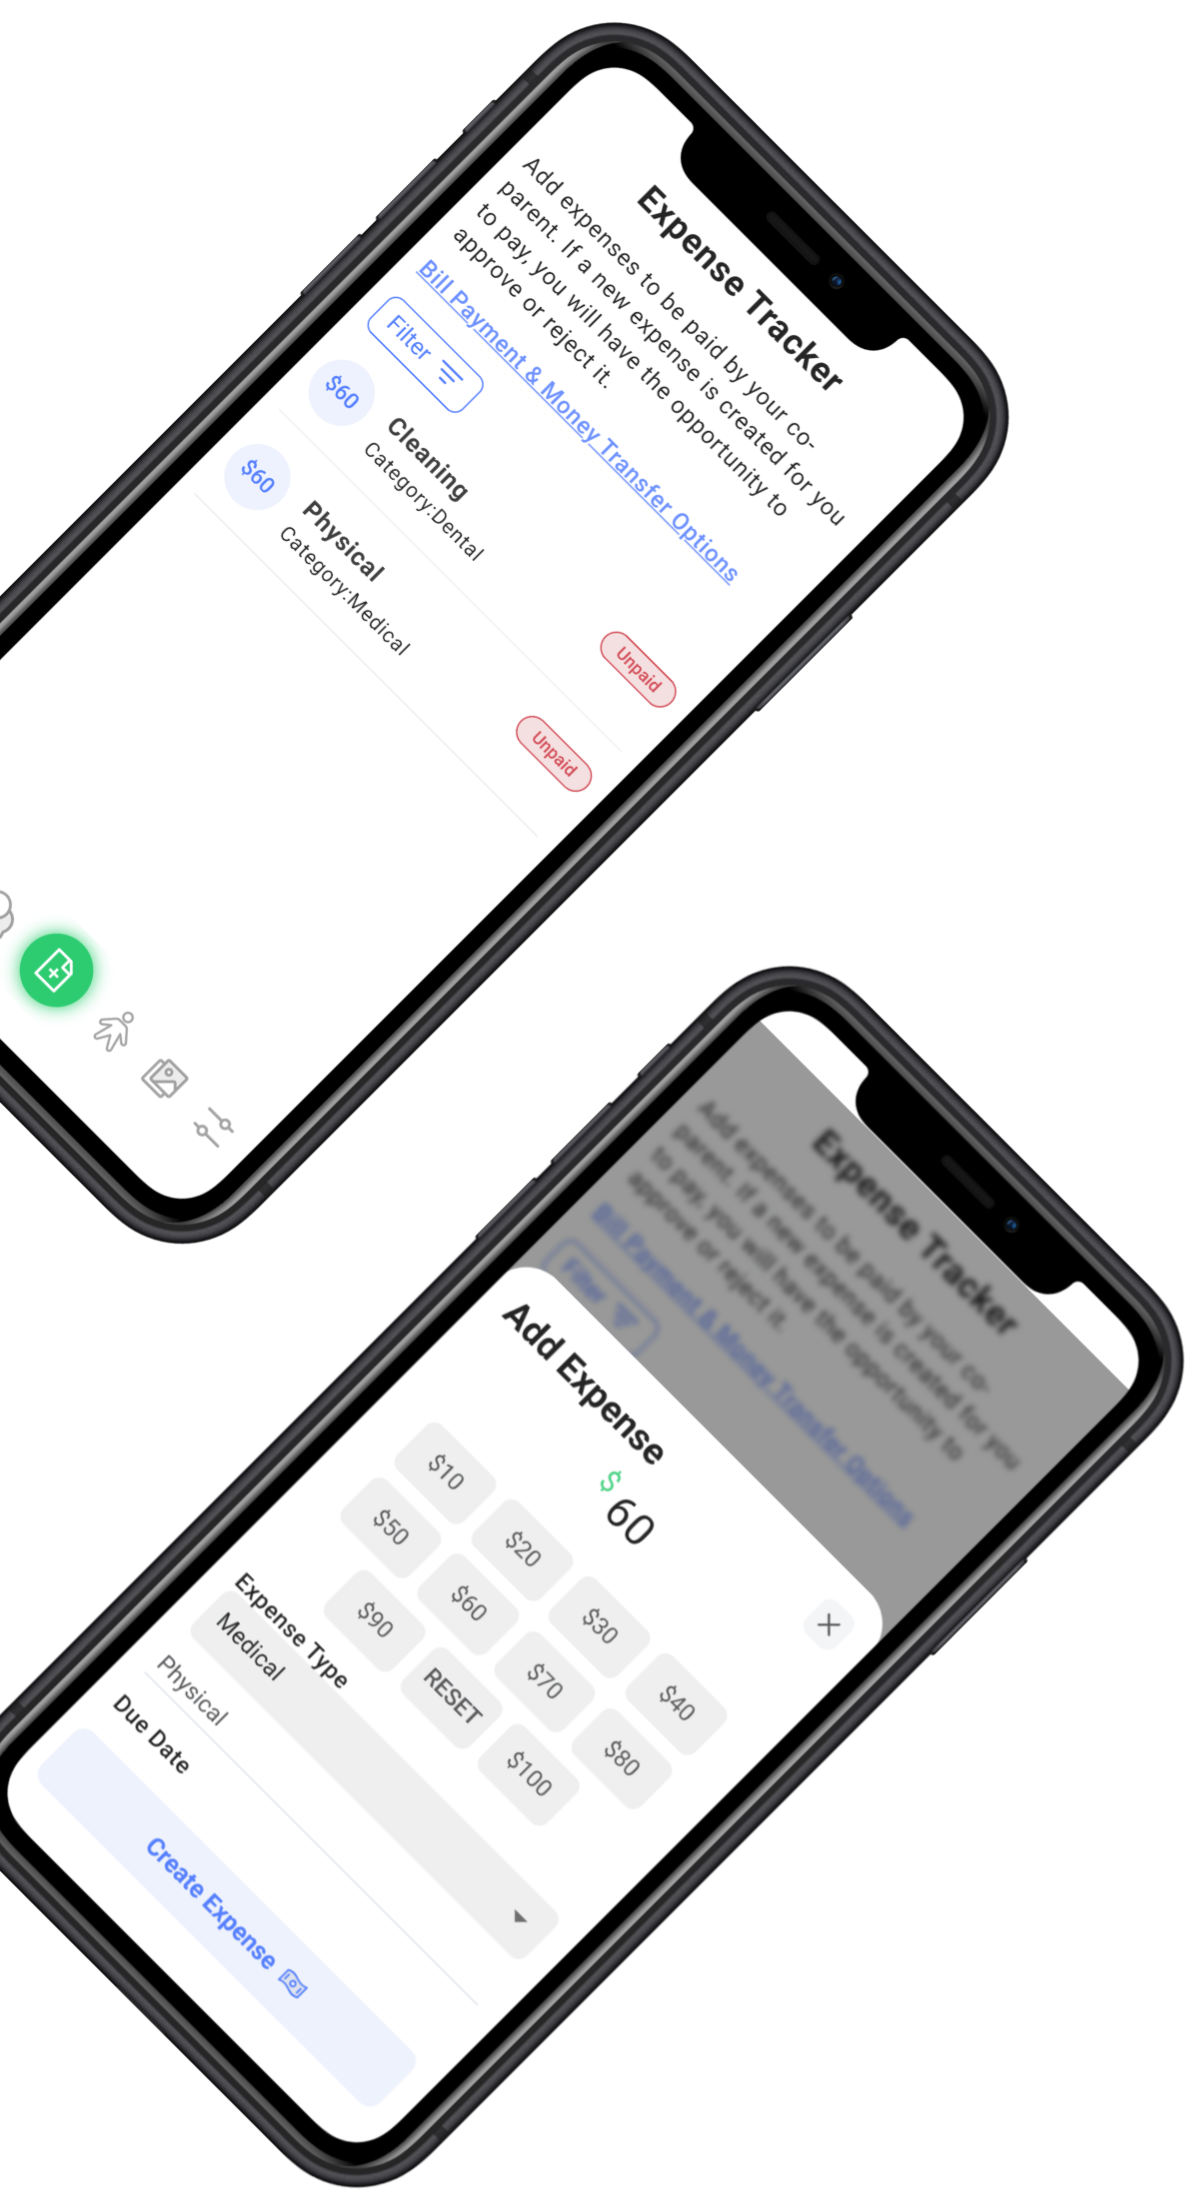 Expense Tracker
Add expenses to be paid by your co-
parent. If a new expense is created for you
to pay, you will have the opportunity to
approve or reject it.
Bill Payment & Money Transfer Options
Filter
$60
Cleaning
Category:Dental
Unpaid
$60
Physical
Category:Medical
Unpaid
Expense Tracker
Add expenses to be paid by your co-
parent. If a new expense is created for you
to pay, you will have the opportunity to
approve or reject it.
Bill Payment & Money Transfer Options
Filter
Add Expense
$ 60
$10 $20 $30 $40
$50 $60 $70 $80
$90 RESET $100
Expense Type
Medical
Physical
Due Date
Create Expense